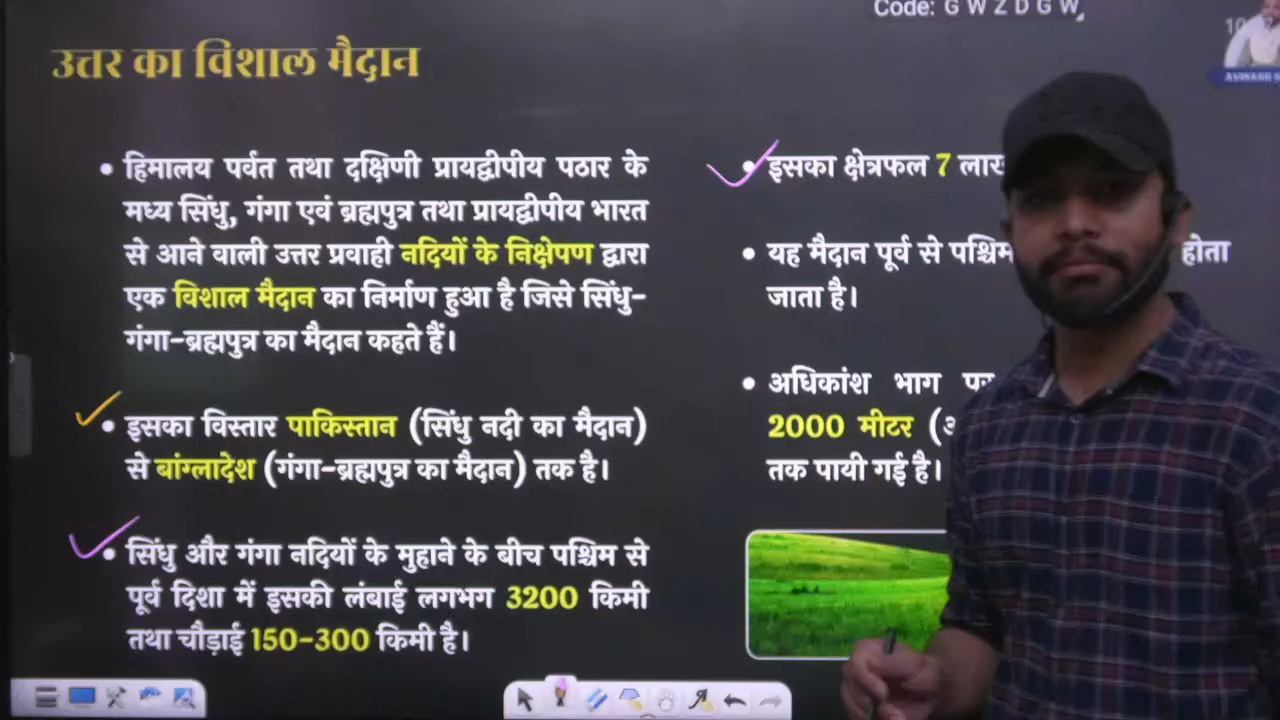 Code: G W Z D G W
उत्तर का विशाल मैदान
• हिमालय पर्वत तथा दक्षिणी प्रायद्वीपीय पठार के
मध्य सिंधु, गंगा एवं ब्रह्मपुत्र तथा प्रायद्वीपीय भारत
से आने वाली उत्तर प्रवाही नदियों के निक्षेपण द्वारा
एक विशाल मैदान का निर्माण हुआ है जिसे सिंधु-
गंगा-ब्रह्मपुत्र का मैदान कहते हैं।
• इसका विस्तार पाकिस्तान (सिंधु नदी का मैदान)
से बांग्लादेश (गंगा-ब्रह्मपुत्र का मैदान) तक है।
• सिंधु और गंगा नदियों के मुहाने के बीच पश्चिम से
पूर्व दिशा में इसकी लंबाई लगभग 3200 किमी
तथा चौड़ाई 150-300 किमी है।
• इसका क्षेत्रफल 7 लाख
• यह मैदान पूर्व से पश्चिम होता
जाता है।
• अधिकांश भाग पर
2000 मीटर (
तक पायी गई है।